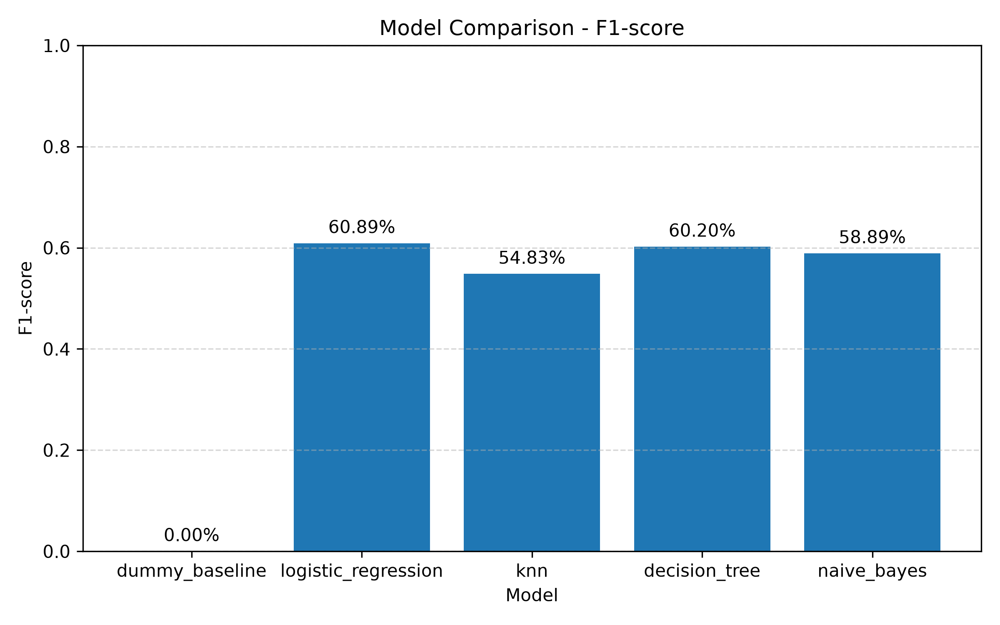 Model Comparison - F1-score
1.0
0.8
0.6
0.4
0.2
0.0
F1-score
0.00%
60.89%
54.83%
60.20%
58.89%
dummy_baseline
logistic_regression
knn
decision_tree
naive_bayes
Model